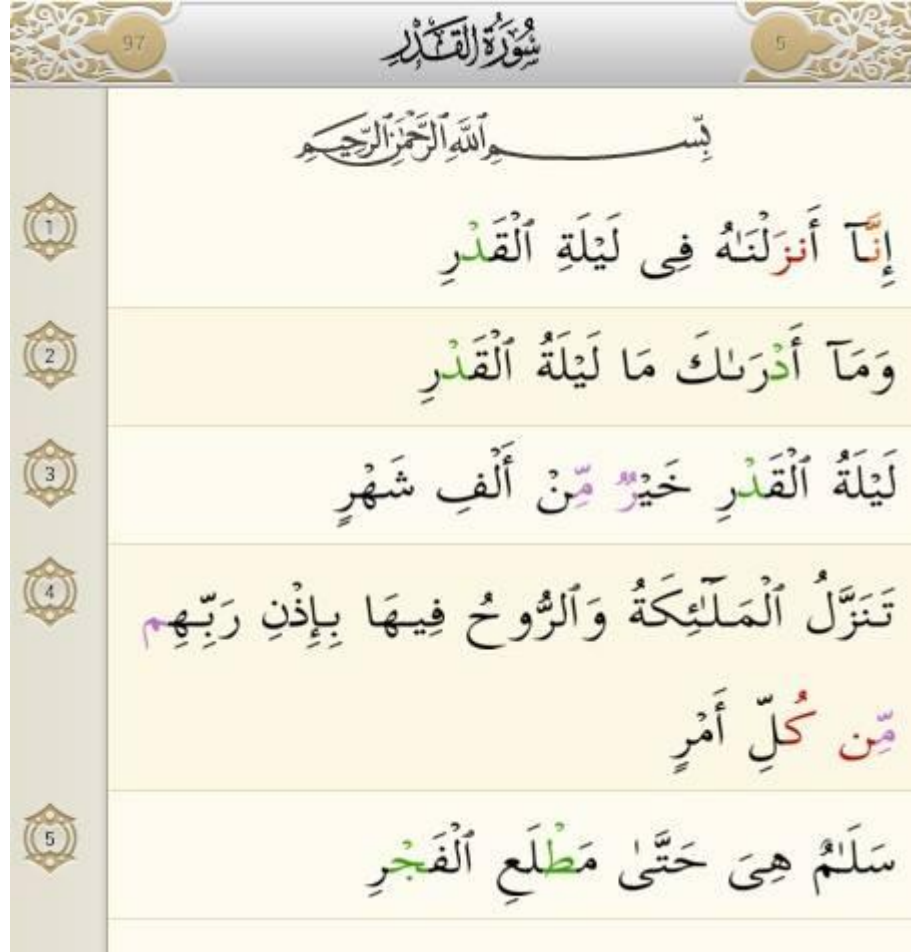 97 سُورَةُ القَدْرِ 5
بِّسۡـــمِ ٱللَّهِ ٱلرَّحۡمَٰنِ ٱلرَّحِيمِ
1 إِنَّآ أَنزَلْنَـٰهُ فِى لَيْلَةِ ٱلْقَدْرِ
2 وَمَآ أَدْرَىٰكَ مَا لَيْلَةُ ٱلْقَدْرِ
3 لَيْلَةُ ٱلْقَدْرِ خَيْرٌ مِّنْ أَلْفِ شَهْرٍ
4 تَنَزَّلُ ٱلْمَلَـٰٓئِكَةُ وَٱلرُّوحُ فِيهَا بِإِذْنِ رَبِّهِم
مِّن كُلِّ أَمْرٍ
5 سَلَـٰمٌ هِىَ حَتَّىٰ مَطْلَعِ ٱلْفَجْرِ